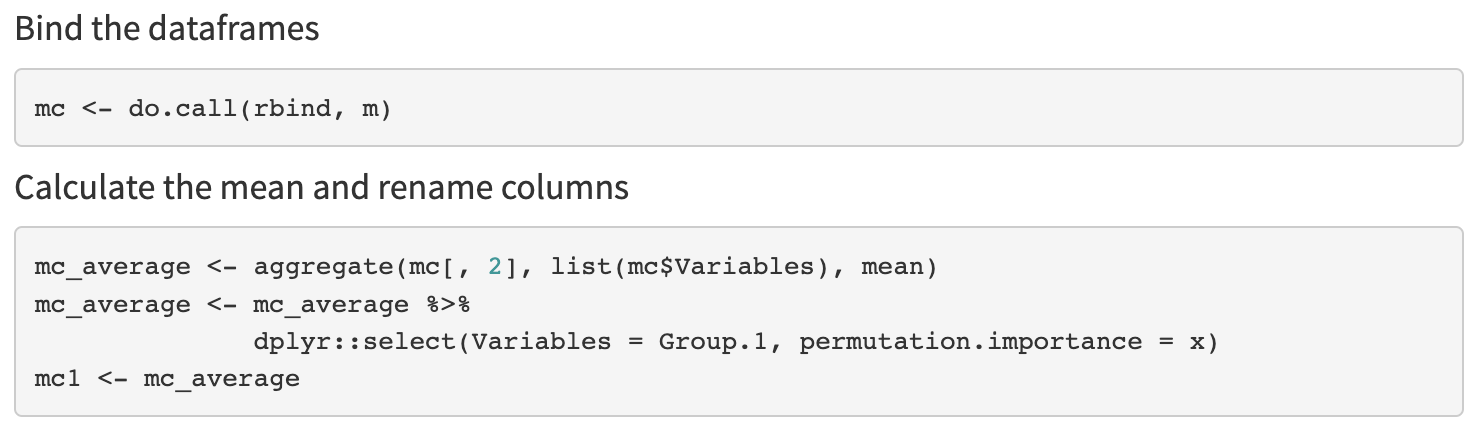 Bind the dataframes
mc <- do.call(rbind, m)
Calculate the mean and rename columns
mc_average <- aggregate(mc[, 2], list(mc$Variables), mean)
mc_average <- mc_average %>%
              dplyr::select(Variables = Group.1, permutation.importance = x)
mc1 <- mc_average